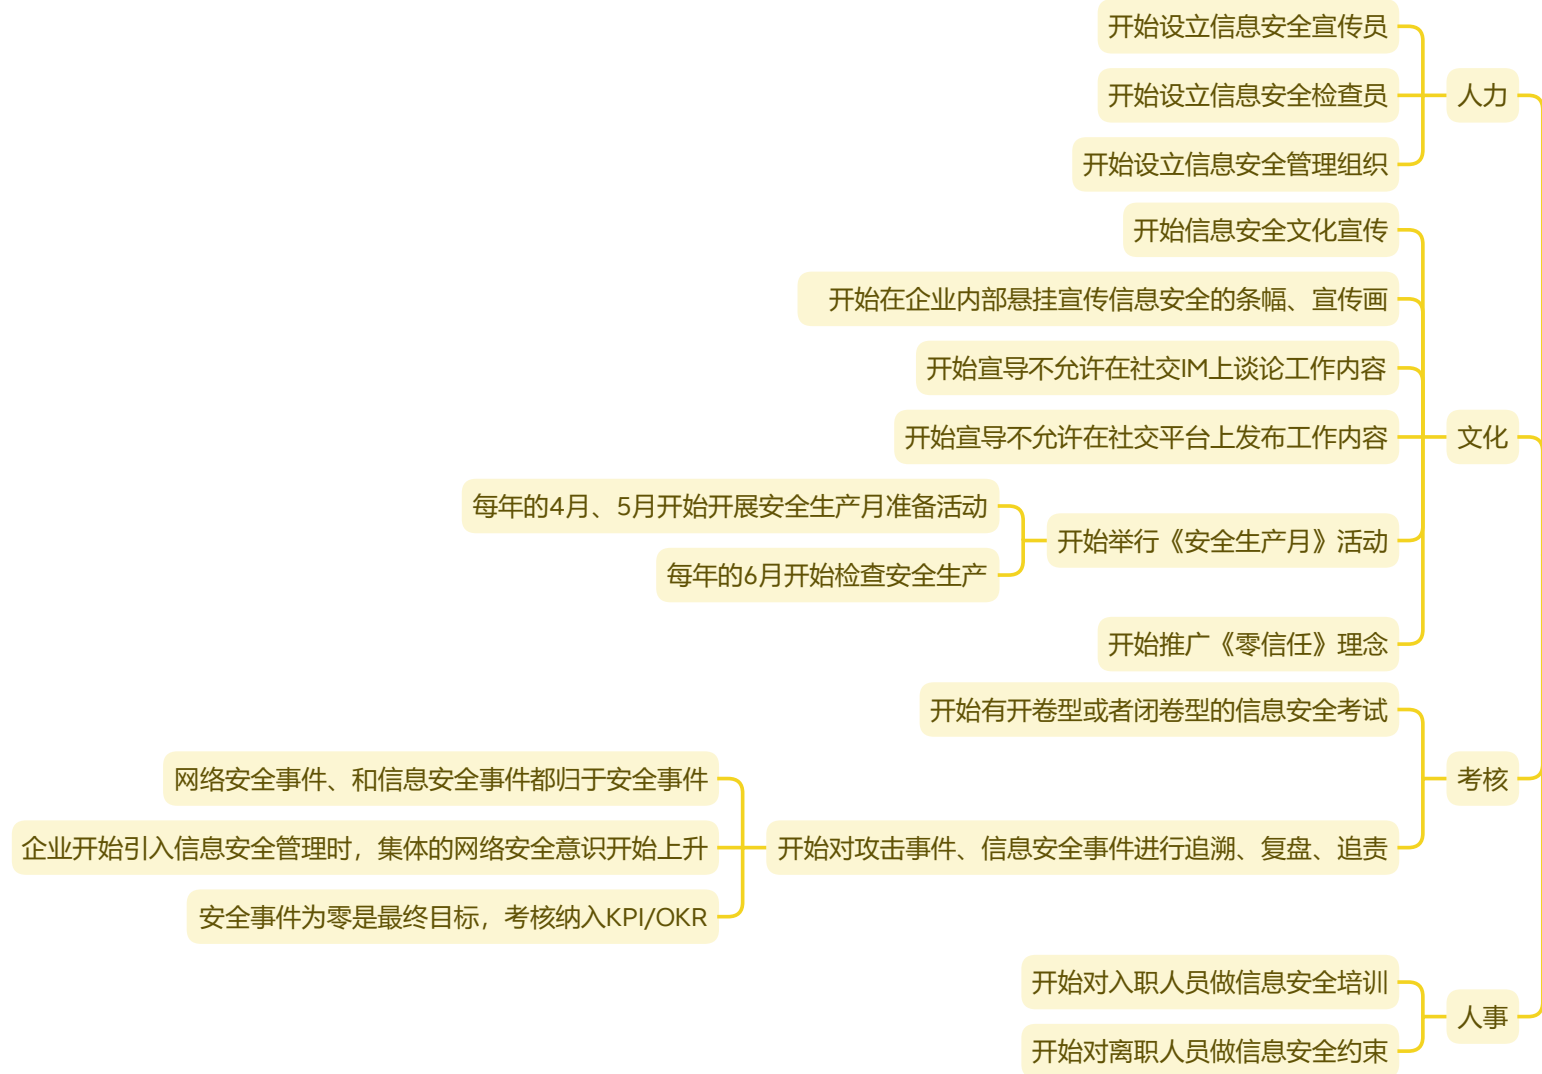 开始设立信息安全宣传员
开始设立信息安全检查员
人力
开始设立信息安全管理组织
开始信息安全文化宣传
开始在企业内部悬挂宣传信息安全的条幅、宣传画
开始宣导不允许在社交IM上谈论工作内容
开始宣导不允许在社交平台上发布工作内容
文化
每年的4月、5月开始开展安全生产月准备活动
开始举行《安全生产月》活动
每年的6月开始检查安全生产
开始推广《零信任》理念
开始有开卷型或者闭卷型的信息安全考试
网络安全事件、和信息安全事件都归于安全事件
考核
企业开始引入信息安全管理时，集体的网络安全意识开始上升
开始对攻击事件、信息安全事件进行追溯、复盘、追责
安全事件为零是最终目标，考核纳入KPI/OKR
开始对入职人员做信息安全培训
人事
开始对离职人员做信息安全约束